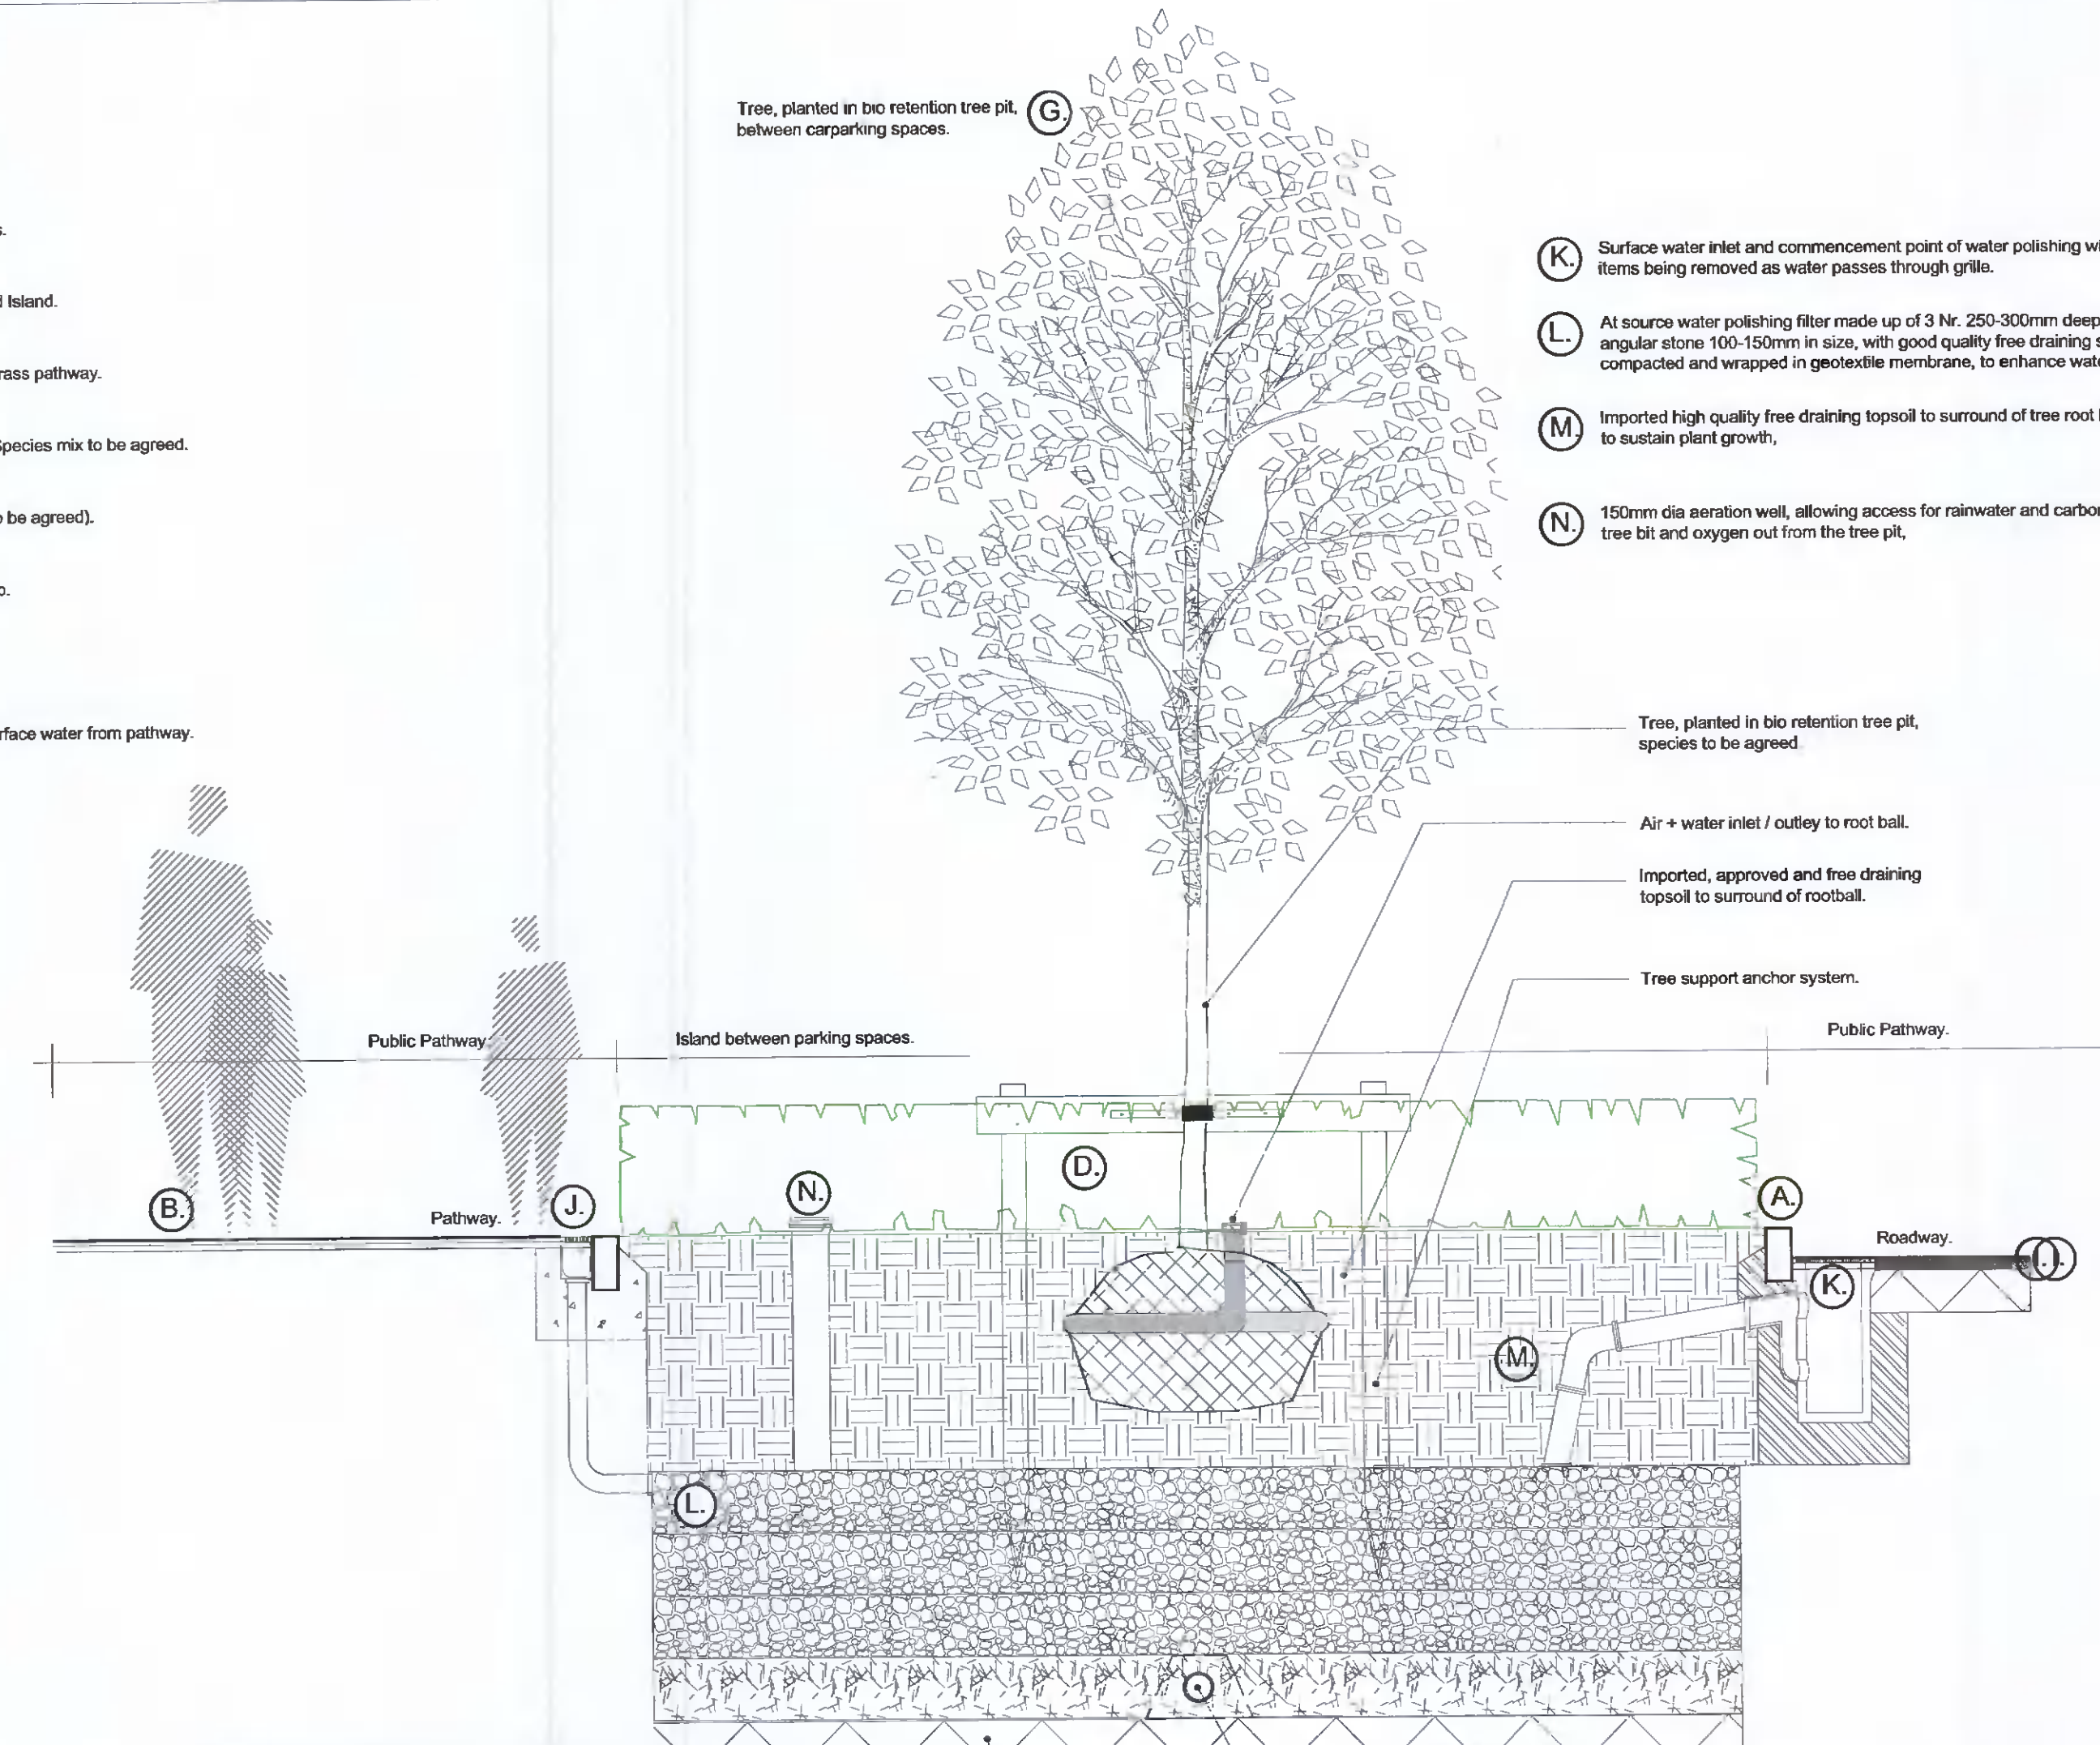 Tree, planted in bio retention tree pit,
between carparking spaces.
G.
s.
d Island.
rass pathway.
Species mix to be agreed.
o be agreed).
o.
rface water from pathway.
K.
Surface water inlet and commencement point of water polishing wi
items being removed as water passes through grille.
L.
At source water polishing filter made up of 3 Nr. 250-300mm deep
angular stone 100-150mm in size, with good quality free draining s
compacted and wrapped in geotextile membrane, to enhance wate
M.
Imported high quality free draining topsoil to surround of tree root
to sustain plant growth,
N.
150mm dia aeration well, allowing access for rainwater and carbon
tree bit and oxygen out from the tree pit,
Tree, planted in bio retention tree pit,
species to be agreed
Air + water inlet / outley to root ball.
Imported, approved and free draining
topsoil to surround of rootball.
Tree support anchor system.
Public Pathway.
Island between parking spaces.
Public Pathway.
B.
Pathway.
J.
N.
D.
A.
Roadway.
I.
K.
M.
L.